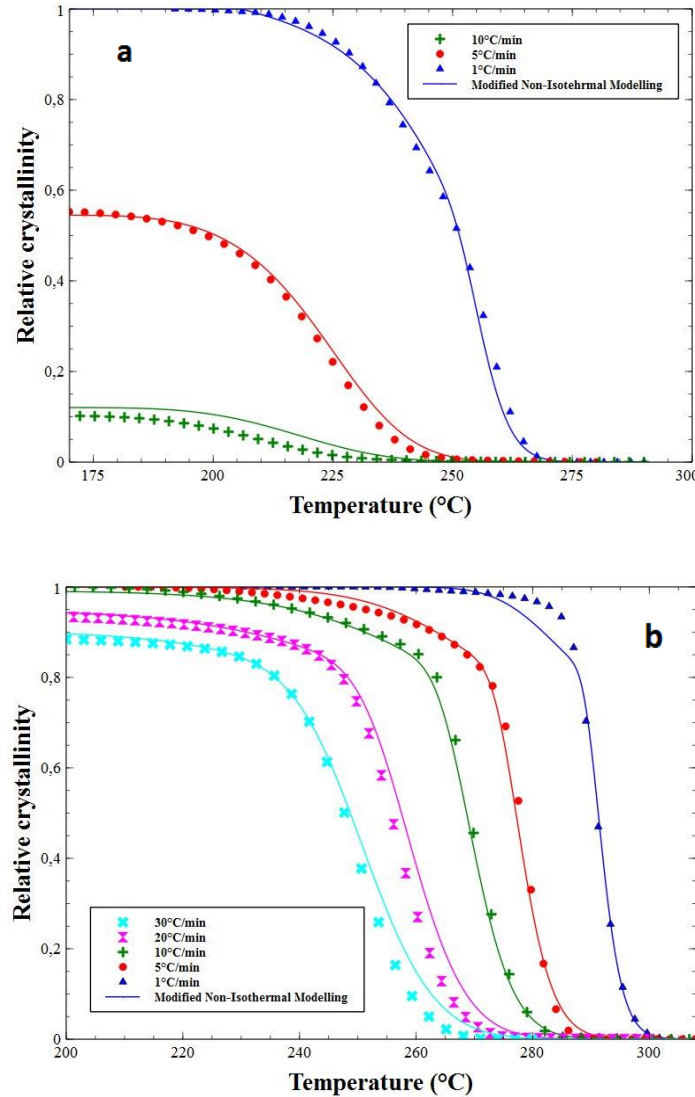 a
10°C/min
5°C/min
1°C/min
Modified Non-Isotehrmal Modelling
1
0,8
0,6
0,4
0,2
0
Relative crystallinity
175 200 225 250 275 300
Temperature (°C)
b
1
0,8
0,6
0,4
0,2
0
Relative crystallinity
30°C/min
20°C/min
10°C/min
5°C/min
1°C/min
Modified Non-Isothermal Modelling
200 220 240 260 280 300
Temperature (°C)